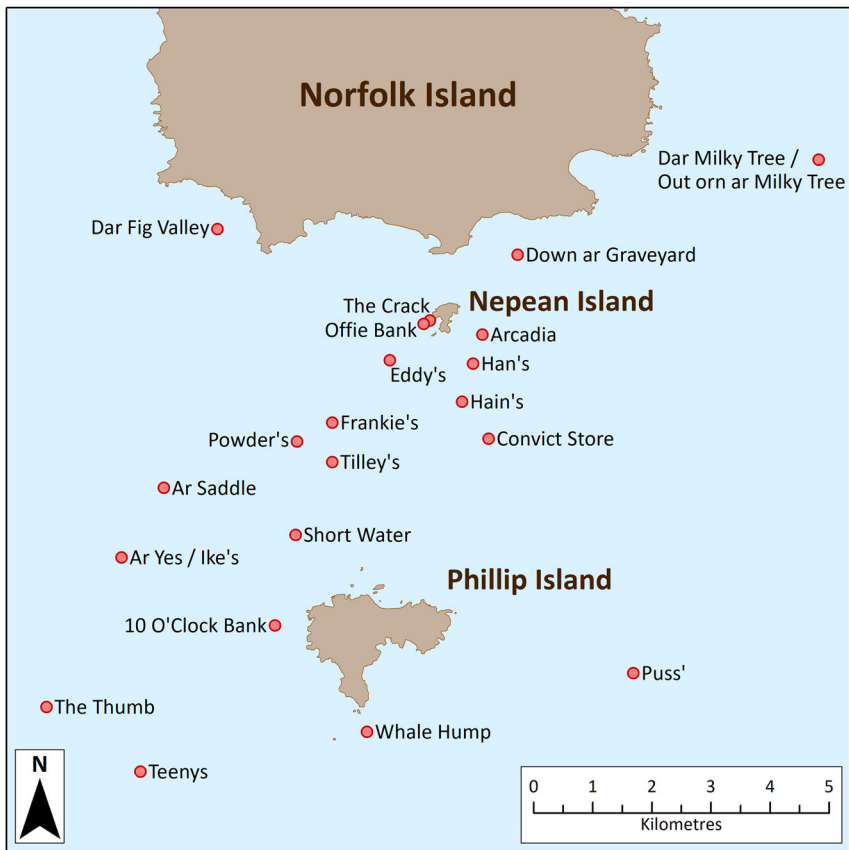 Norfolk Island
Dar Milky Tree /
Out orn ar Milky Tree
Dar Fig Valley
Down ar Graveyard
Nepean Island
The Crack
Offie Bank
Arcadia
Eddy's
Han's
Hain's
Frankie's
Powder's
Convict Store
Tilley's
Ar Saddle
Short Water
Ar Yes / Ike's
Phillip Island
10 O'Clock Bank
Puss'
The Thumb
Whale Hump
Teenys
N
0 1 2 3 4 5
Kilometres